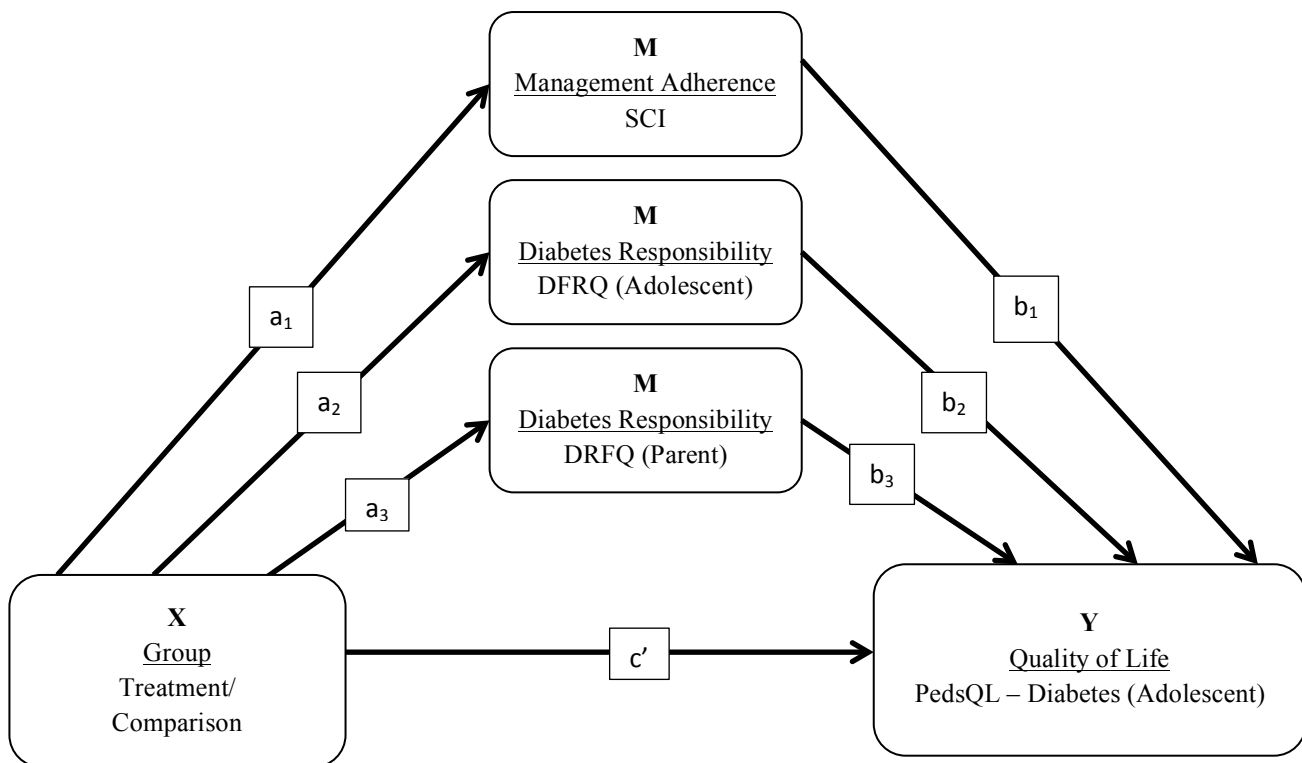 M
Management Adherence
SCI
M
Diabetes Responsibility
DFRQ (Adolescent)
M
Diabetes Responsibility
DRFQ (Parent)
a₁
a₂
a₃
b₁
b₂
b₃
X
Group
Treatment/
Comparison
c’
Y
Quality of Life
PedsQL – Diabetes (Adolescent)